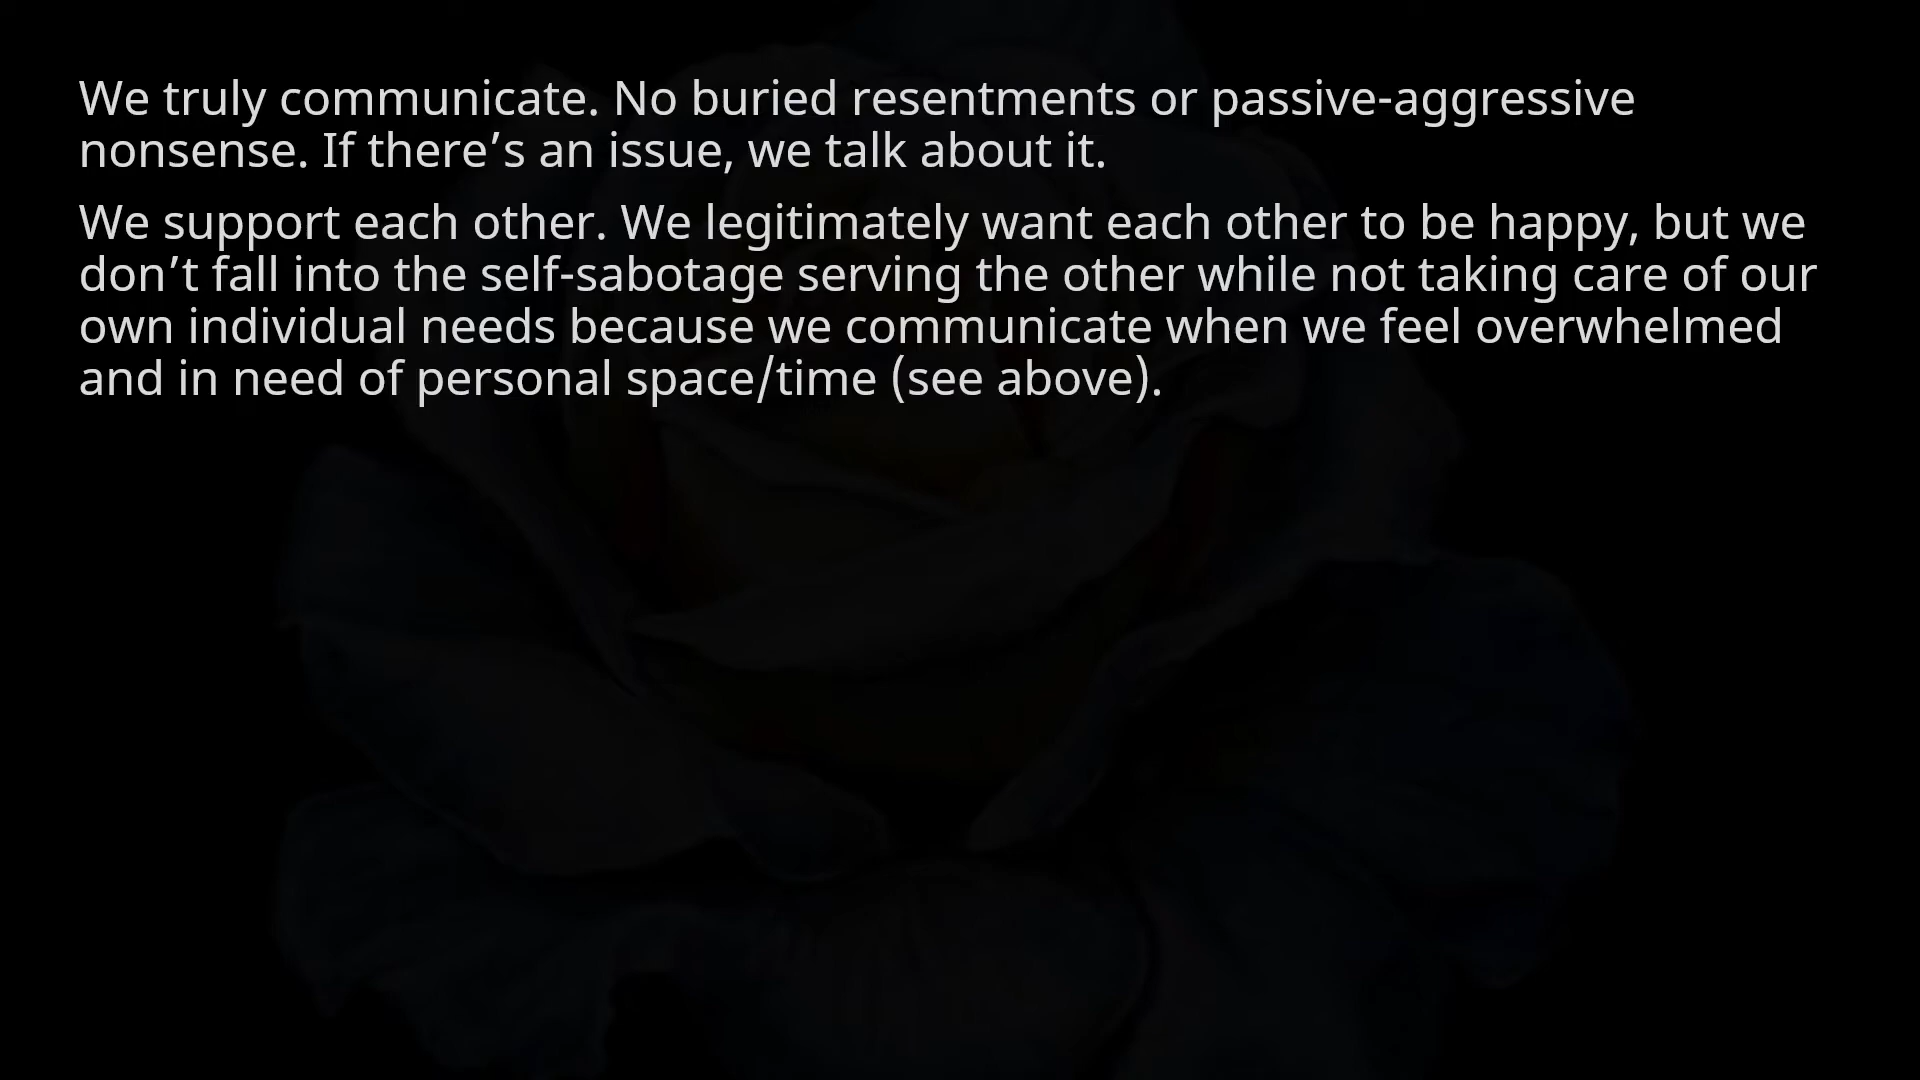 We truly communicate. No buried resentments or passive-aggressive
nonsense. If there’s an issue, we talk about it.
We support each other. We legitimately want each other to be happy, but we
don’t fall into the self-sabotage serving the other while not taking care of our
own individual needs because we communicate when we feel overwhelmed
and in need of personal space/time (see above).